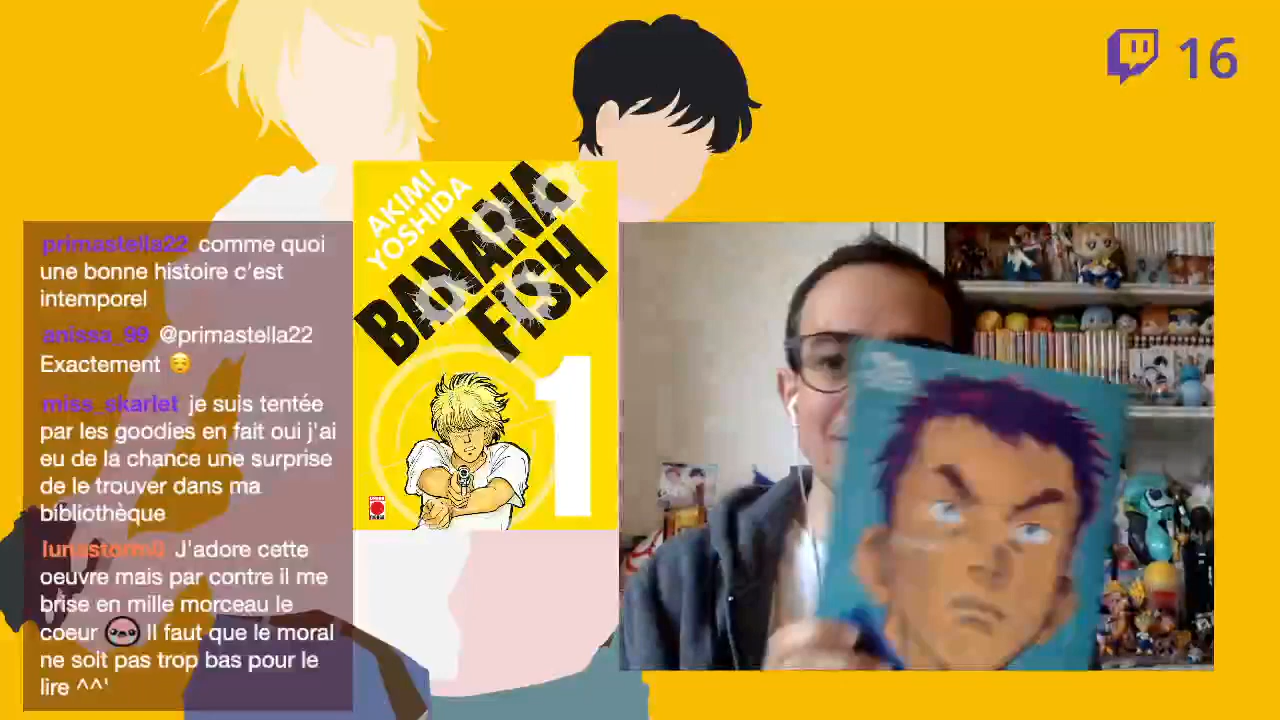 16
AKIMI
YOSHIDA
BANANA
FISH
1
primastella22 comme quoi
une bonne histoire c'est
intemporel
anissa_99 @primastella22
Exactement
miss_skarlet je suis tentée
par les goodies en fait oui j'ai
eu de la chance une surprise
de le trouver dans ma
bibliothèque
J'adore cette
oeuvre mais par contre il me
brise en mille morceau le
coeur Il faut que le moral
ne soit pas trop bas pour le
lire ^^'